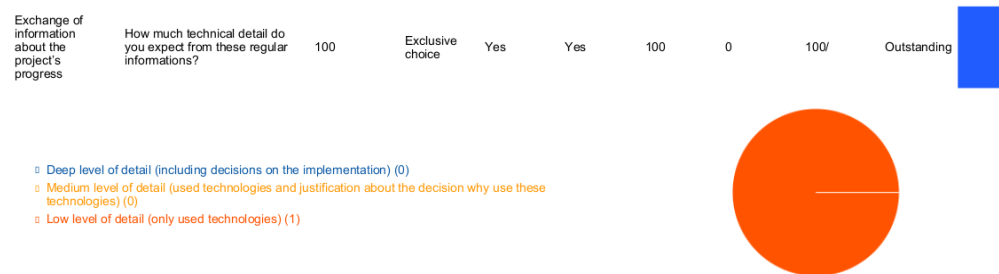 Exchange of
information
about the
project's
progress
How much technical detail do
you expect from these regular
informations?
100
Exclusive
choice
Yes
Yes
100
0
100/
Outstanding
Deep level of detail (including decisions on the implementation) (0)
Medium level of detail (used technologies and justification about the decision why use these
technologies) (0)
Low level of detail (only used technologies) (1)